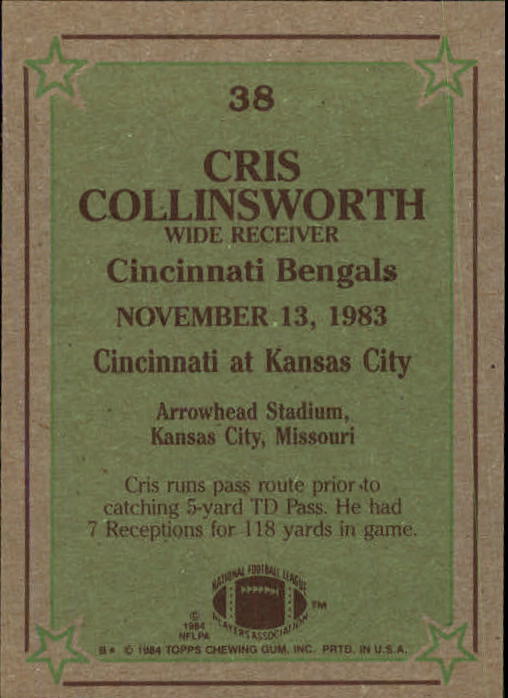 38
CRIS
COLLINSWORTH
WIDE RECEIVER
Cincinnati Bengals
NOVEMBER 13, 1983
Cincinnati at Kansas City
Arrowhead Stadium,
Kansas City, Missouri
Cris runs pass route prior to
catching 5-yard TD Pass. He had
7 Receptions for 118 yards in game.
NATIONAL FOOTBALL LEAGUE
PLAYERS ASSOCIATION
™
©
1984
NFLPA
B* © 1984 TOPPS CHEWING GUM, INC. PRTD. IN U.S.A.